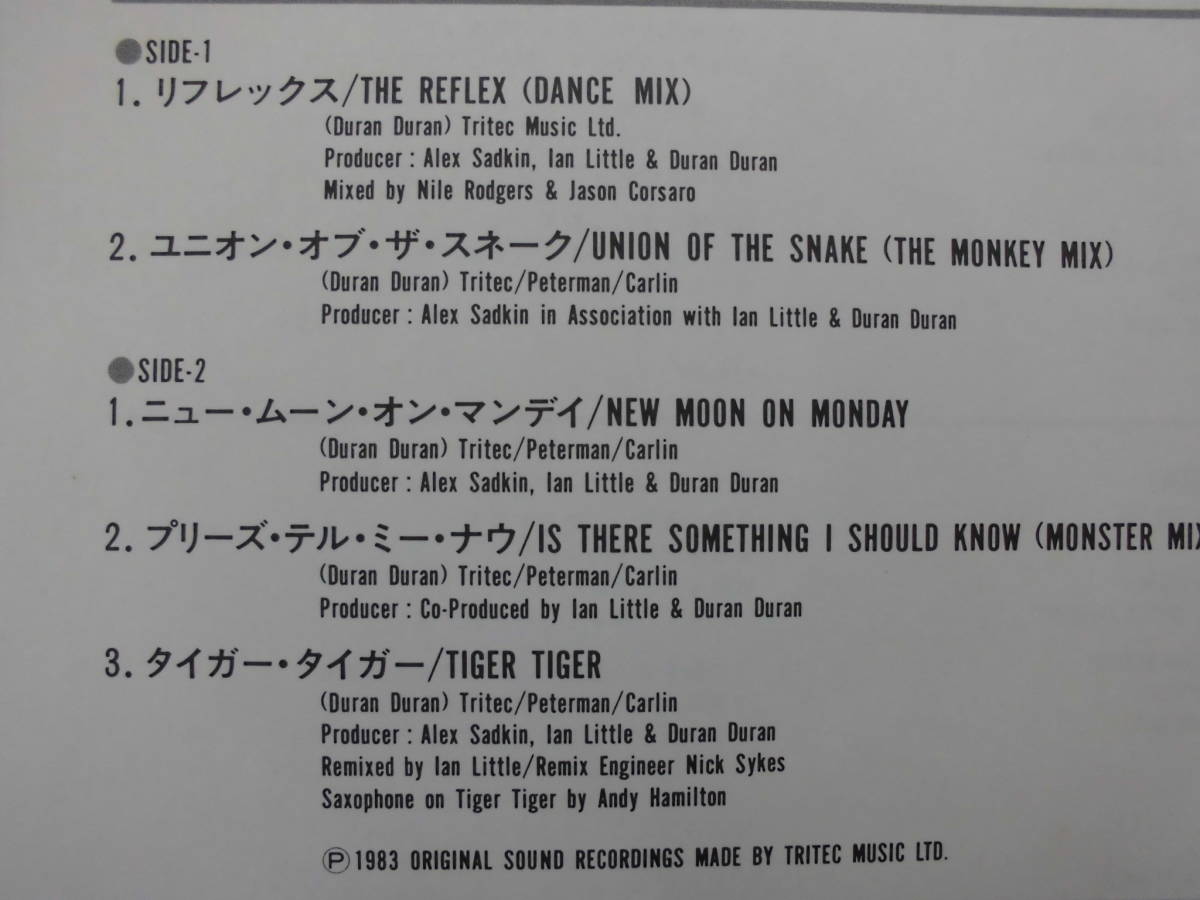 ●SIDE-1
1. リフレックス/THE REFLEX (DANCE MIX)
(Duran Duran) Tritec Music Ltd.
Producer : Alex Sadkin, Ian Little & Duran Duran
Mixed by Nile Rodgers & Jason Corsaro
2. ユニオン・オブ・ザ・スネーク/UNION OF THE SNAKE (THE MONKEY MIX)
(Duran Duran) Tritec/Peterman/Carlin
Producer : Alex Sadkin in Association with Ian Little & Duran Duran
●SIDE-2
1. ニュー・ムーン・オン・マンデイ/NEW MOON ON MONDAY
(Duran Duran) Tritec/Peterman/Carlin
Producer : Alex Sadkin, Ian Little & Duran Duran
2. プリーズ・テル・ミー・ナウ/IS THERE SOMETHING I SHOULD KNOW (MONSTER MIX
(Duran Duran) Tritec/Peterman/Carlin
Producer : Co-Produced by Ian Little & Duran Duran
3. タイガー・タイガー/TIGER TIGER
(Duran Duran) Tritec/Peterman/Carlin
Producer : Alex Sadkin, Ian Little & Duran Duran
Remixed by Ian Little/Remix Engineer Nick Sykes
Saxophone on Tiger Tiger by Andy Hamilton
Ⓟ1983 ORIGINAL SOUND RECORDINGS MADE BY TRITEC MUSIC LTD.